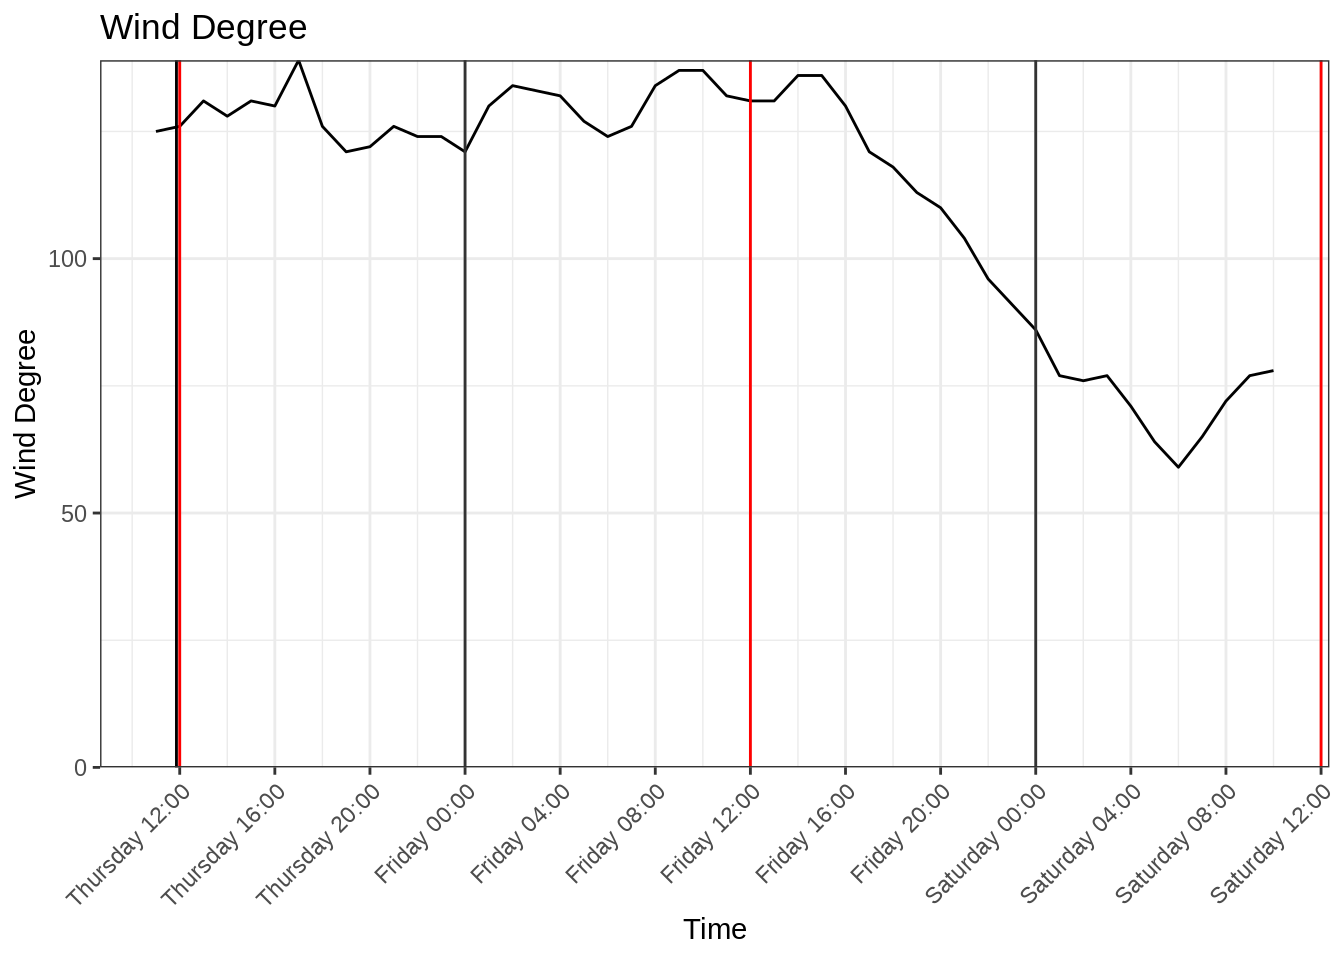 Wind Degree
Wind Degree
100
50
0
Thursday 12:00
Thursday 16:00
Thursday 20:00
Friday 00:00
Friday 04:00
Friday 08:00
Friday 12:00
Friday 16:00
Friday 20:00
Saturday 00:00
Saturday 04:00
Saturday 08:00
Saturday 12:00
Time